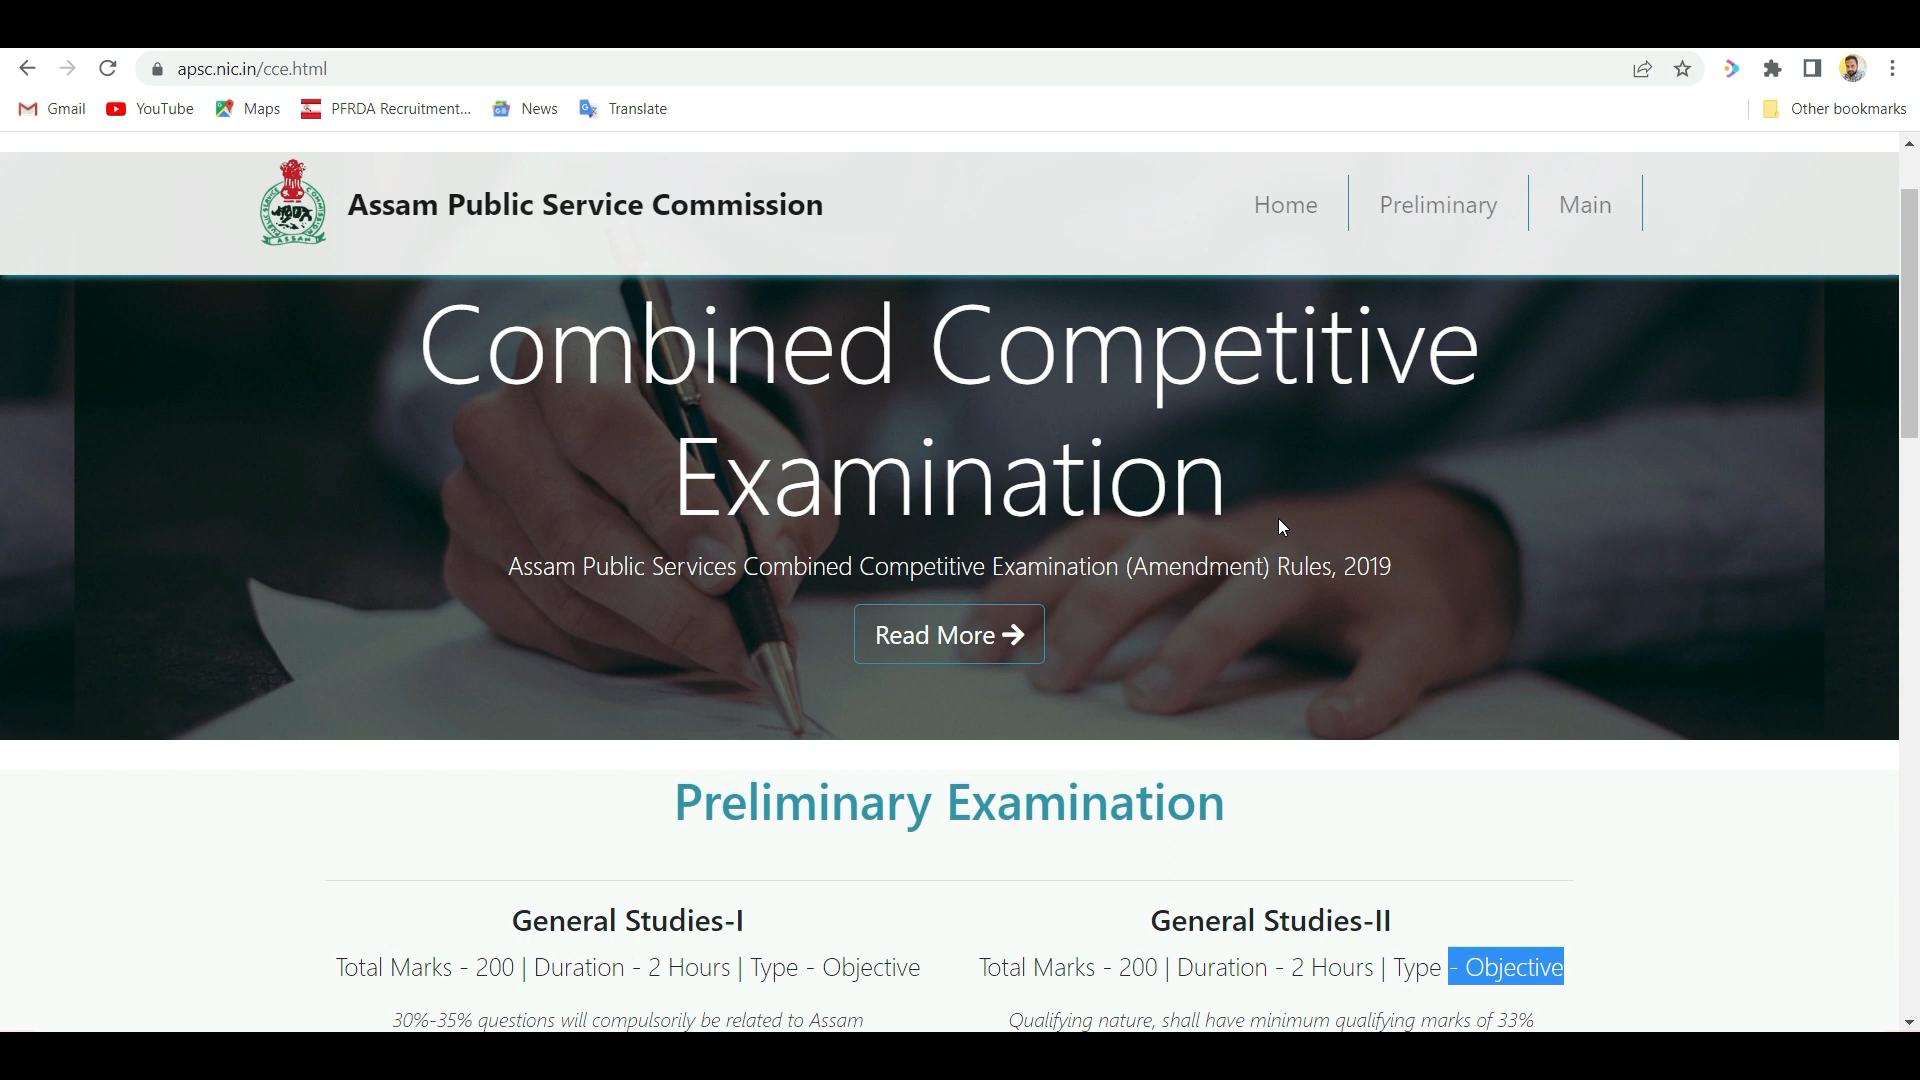 apsc.nic.in/cce.html
Gmail YouTube Maps PFRDA Recruitment... News Translate Other bookmarks
Assam Public Service Commission
Home Preliminary Main
Combined Competitive
Examination
Assam Public Services Combined Competitive Examination (Amendment) Rules, 2019
Read More
Preliminary Examination
General Studies-I
Total Marks - 200 | Duration - 2 Hours | Type - Objective
30%-35% questions will compulsorily be related to Assam
General Studies-II
Total Marks - 200 | Duration - 2 Hours | Type - Objective
Qualifying nature, shall have minimum qualifying marks of 33%